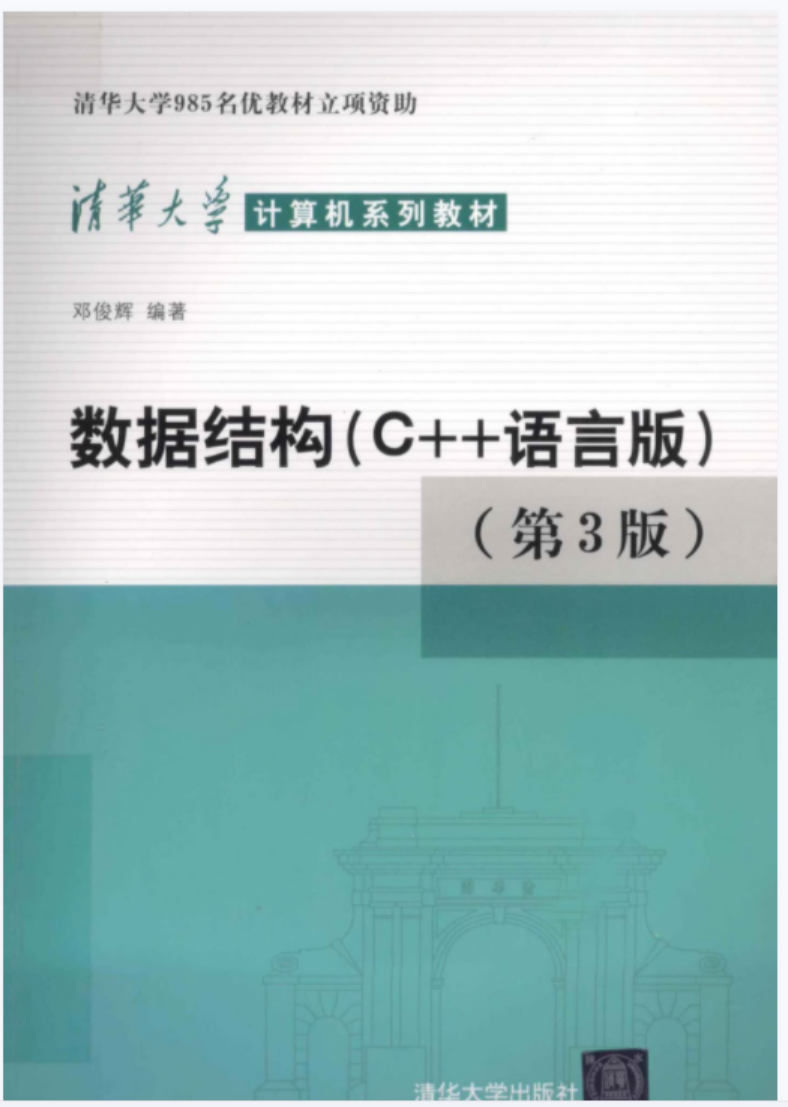 清华大学985名优教材立项资助
清華大学 计算机系列教材
邓俊辉 编著
数据结构(C++语言版)
(第3版)
清华大学出版社